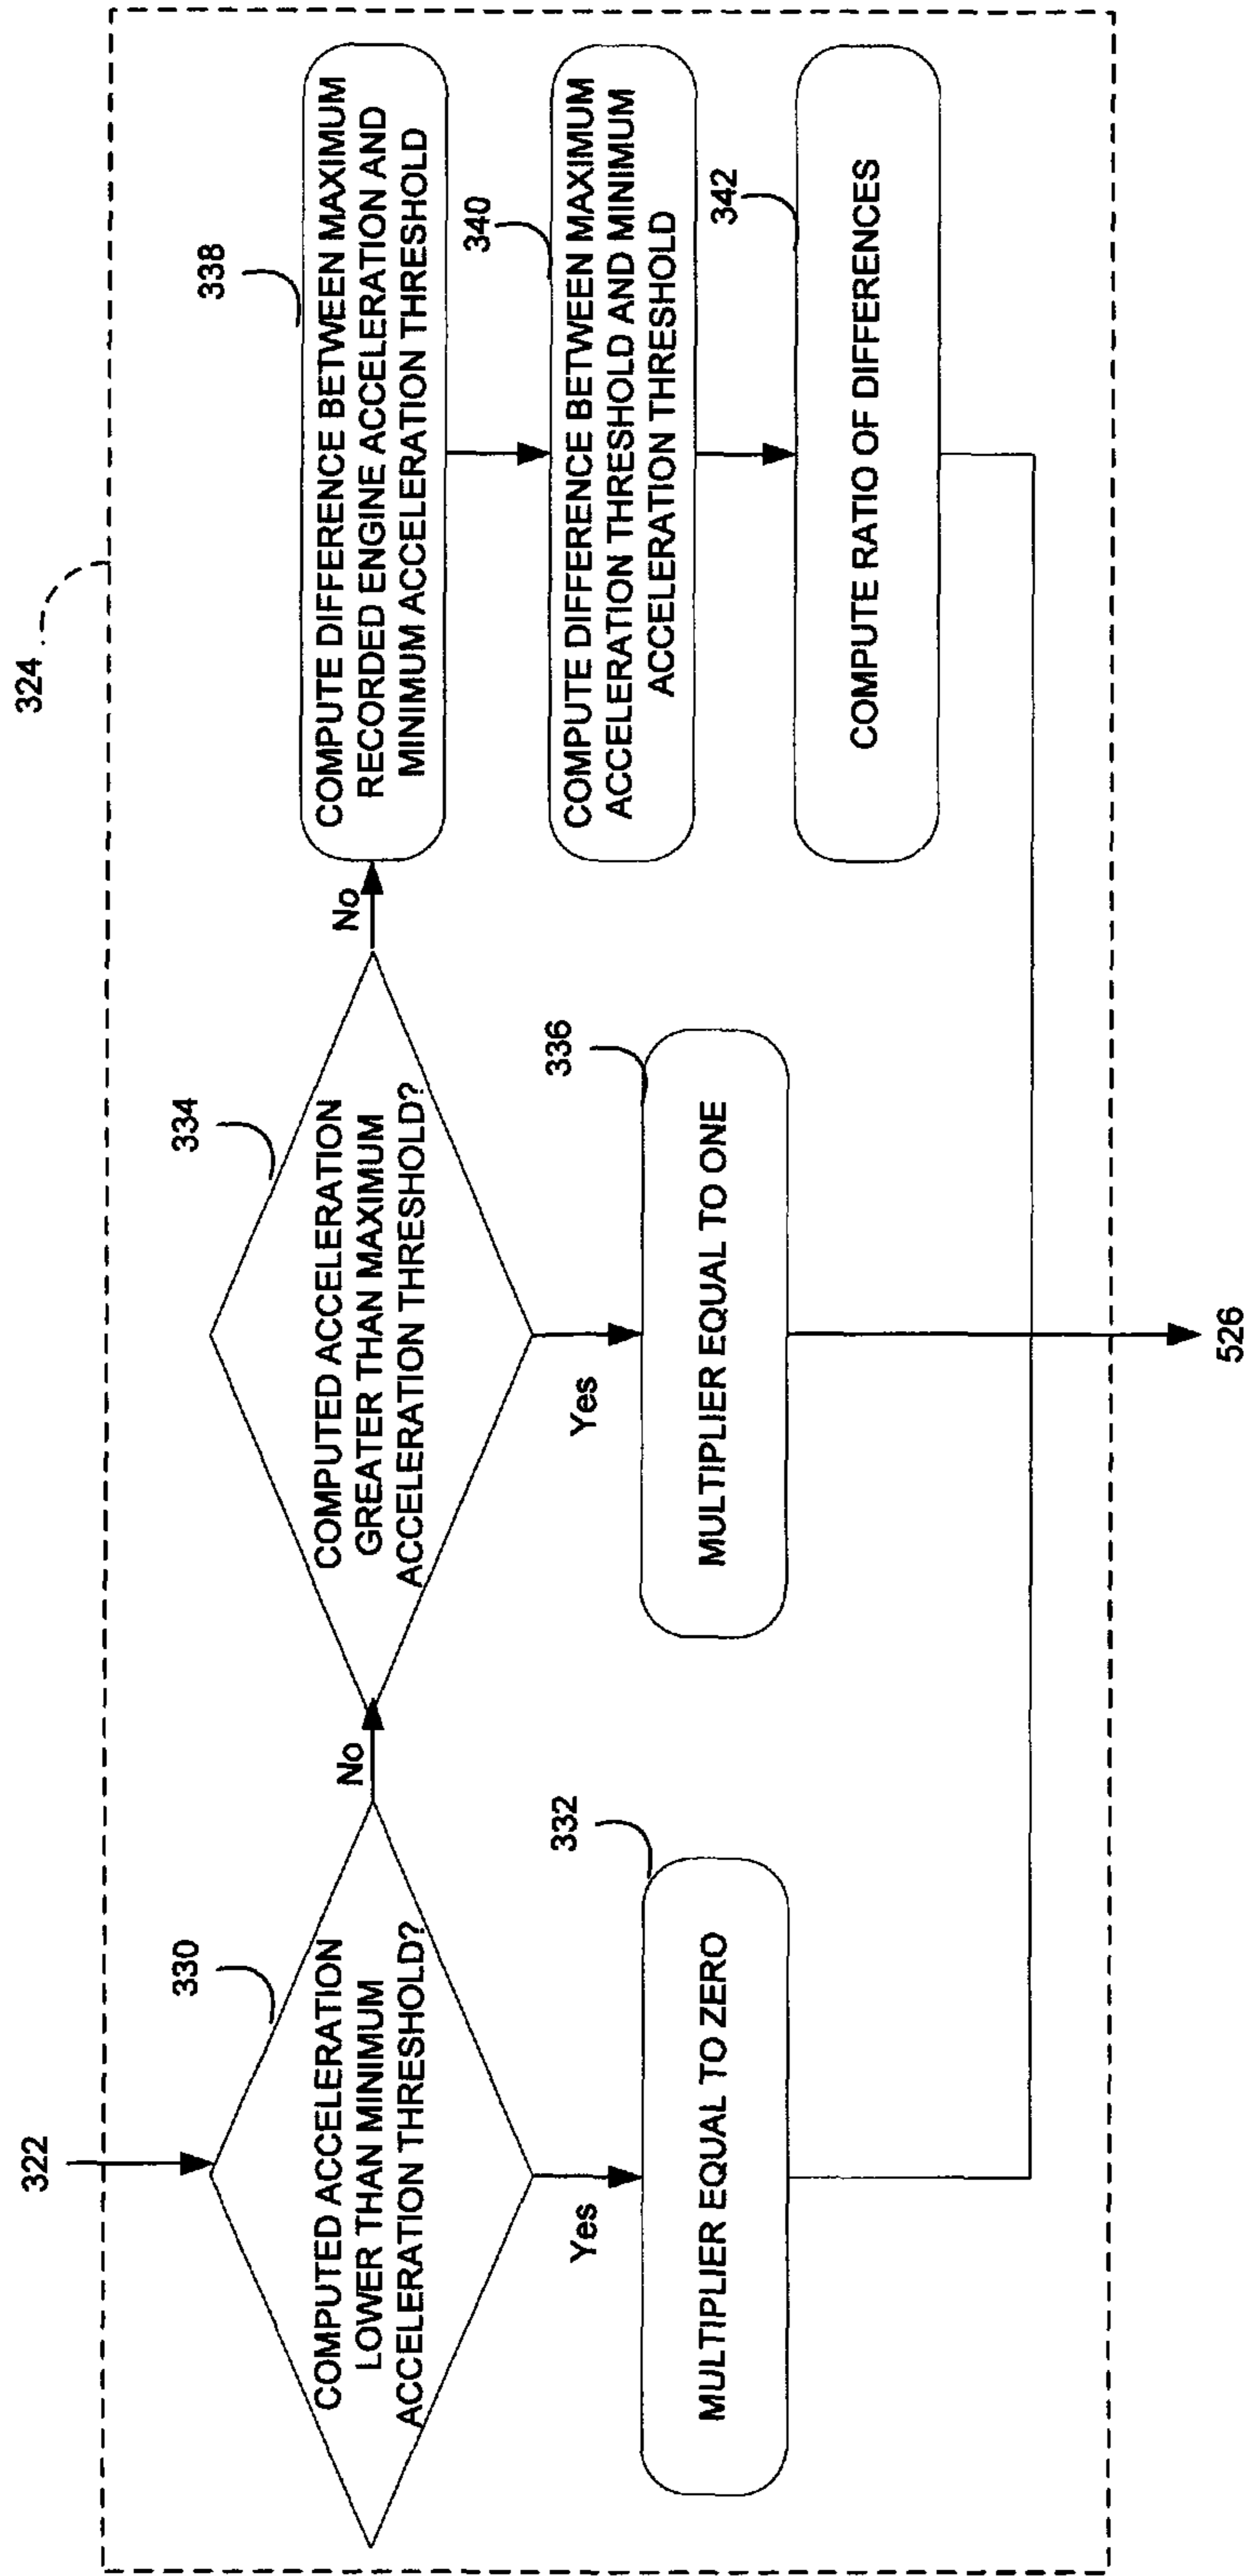 324
322
330
COMPUTED ACCELERATION
LOWER THAN MINIMUM
ACCELERATION THRESHOLD?
No
Yes
332
MULTIPLIER EQUAL TO ZERO
334
COMPUTED ACCELERATION
GREATER THAN MAXIMUM
ACCELERATION THRESHOLD?
No
Yes
336
MULTIPLIER EQUAL TO ONE
338
COMPUTE DIFFERENCE BETWEEN MAXIMUM
RECORDED ENGINE ACCELERATION AND
MINIMUM ACCELERATION THRESHOLD
340
COMPUTE DIFFERENCE BETWEEN MAXIMUM
ACCELERATION THRESHOLD AND MINIMUM
ACCELERATION THRESHOLD
342
COMPUTE RATIO OF DIFFERENCES
526